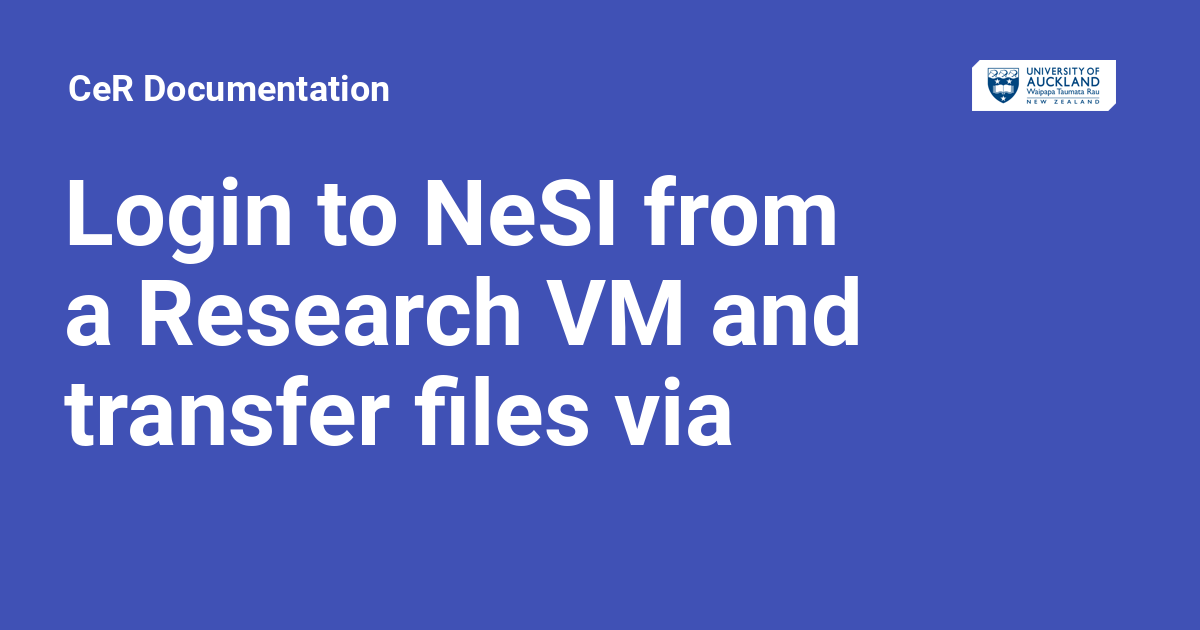 CeR Documentation
UNIVERSITY OF
AUCKLAND
Waipapa Taumata Rau
NEW ZEALAND
Login to NeSI from
a Research VM and
transfer files via